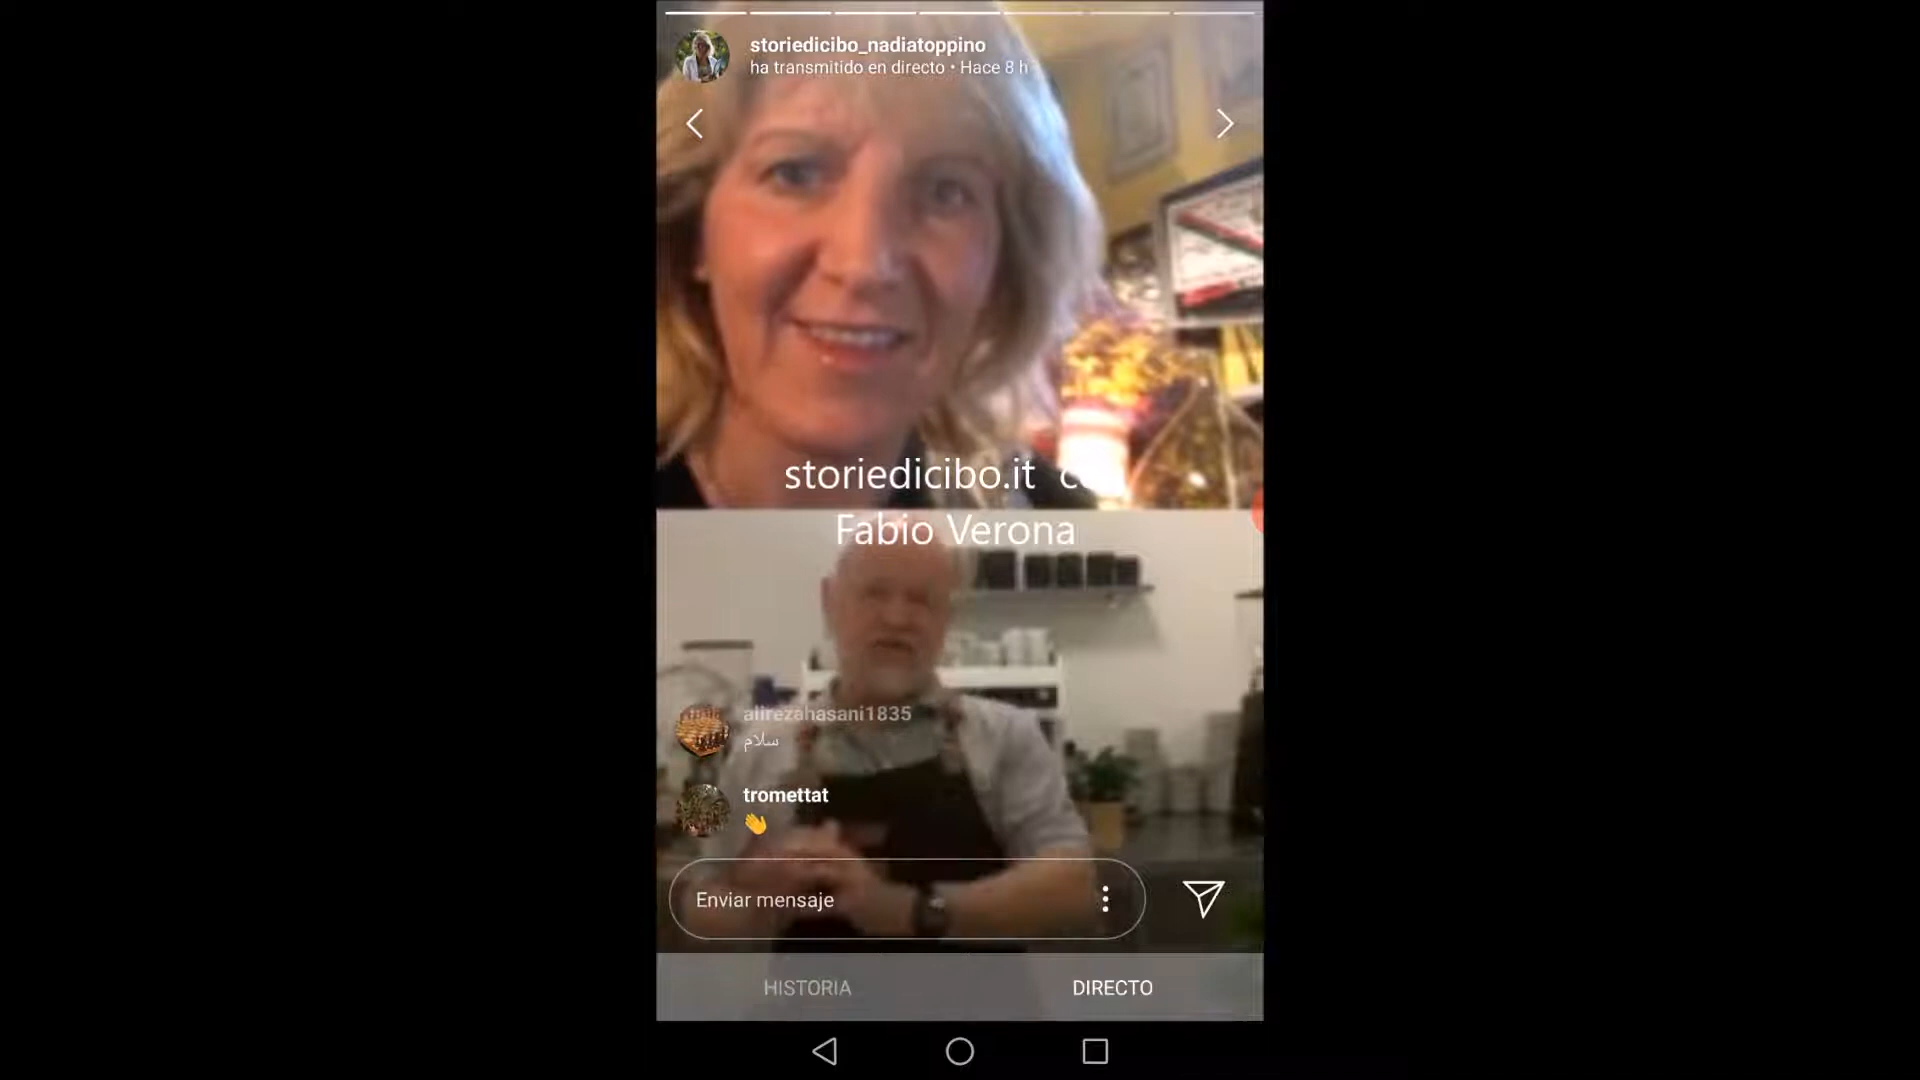 storiedicibo_nadiatoppino
ha transmitido en directo • Hace 8 h
storiedicibo.it
Fabio Verona
alirezahasani1835
سلام
tromettat
👋
Enviar mensaje
HISTORIA
DIRECTO